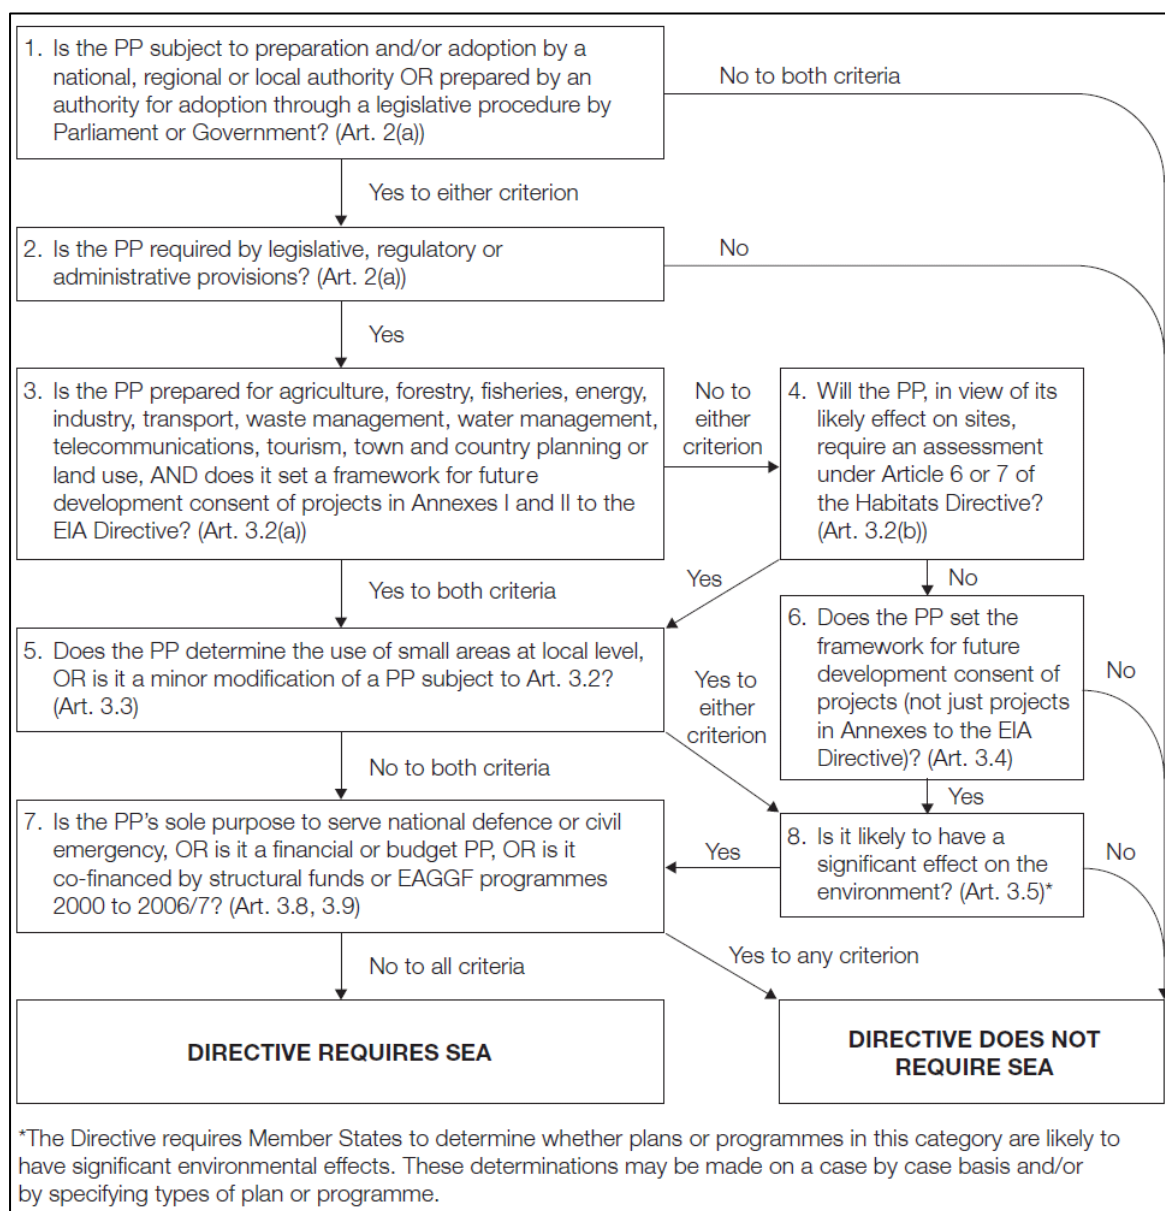 1. Is the PP subject to preparation and/or adoption by a
national, regional or local authority OR prepared by an
authority for adoption through a legislative procedure by
Parliament or Government? (Art. 2(a))
No to both criteria
Yes to either criterion
2. Is the PP required by legislative, regulatory or
administrative provisions? (Art. 2(a))
No
Yes
3. Is the PP prepared for agriculture, forestry, fisheries, energy,
industry, transport, waste management, water management,
telecommunications, tourism, town and country planning or
land use, AND does it set a framework for future
development consent of projects in Annexes I and II to the
EIA Directive? (Art. 3.2(a))
No to
either
criterion
4. Will the PP, in view of its
likely effect on sites,
require an assessment
under Article 6 or 7 of
the Habitats Directive?
(Art. 3.2(b))
Yes to both criteria
Yes
No
5. Does the PP determine the use of small areas at local level,
OR is it a minor modification of a PP subject to Art. 3.2?
(Art. 3.3)
Yes to
either
criterion
6. Does the PP set the
framework for future
development consent of
projects (not just projects
in Annexes to the EIA
Directive)? (Art. 3.4)
No
No to both criteria
Yes
7. Is the PP's sole purpose to serve national defence or civil
emergency, OR is it a financial or budget PP, OR is it
co-financed by structural funds or EAGGF programmes
2000 to 2006/7? (Art. 3.8, 3.9)
Yes
8. Is it likely to have a
significant effect on the
environment? (Art. 3.5)*
No
No to all criteria
Yes to any criterion
DIRECTIVE REQUIRES SEA
DIRECTIVE DOES NOT
REQUIRE SEA
*The Directive requires Member States to determine whether plans or programmes in this category are likely to
have significant environmental effects. These determinations may be made on a case by case basis and/or
by specifying types of plan or programme.